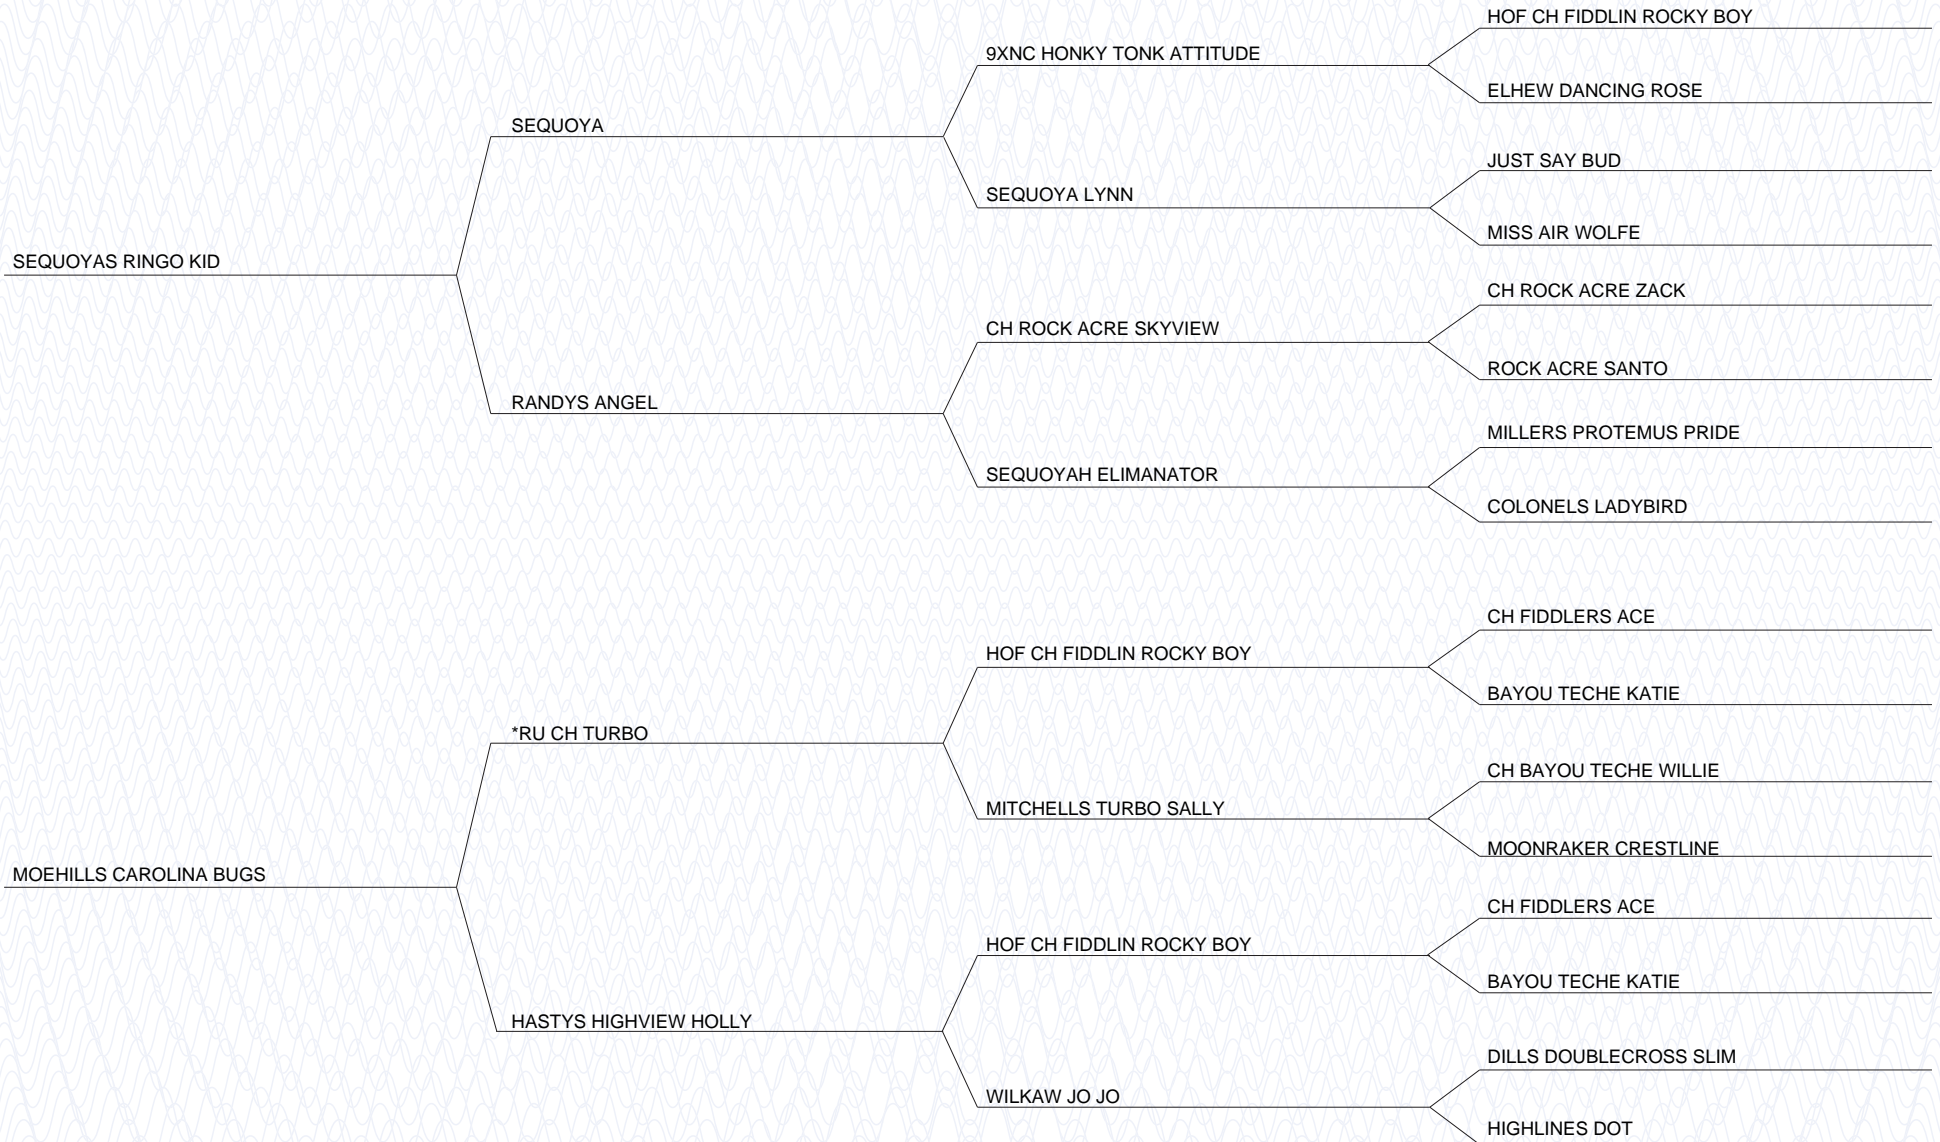 HOF CH FIDDLIN ROCKY BOY
9XNC HONKY TONK ATTITUDE
ELHEW DANCING ROSE
SEQUOYA
JUST SAY BUD
SEQUOYA LYNN
MISS AIR WOLFE
SEQUOYAS RINGO KID
CH ROCK ACRE ZACK
CH ROCK ACRE SKYVIEW
ROCK ACRE SANTO
RANDYS ANGEL
MILLERS PROTEMUS PRIDE
SEQUOYAH ELIMANATOR
COLONELS LADYBIRD
CH FIDDLERS ACE
HOF CH FIDDLIN ROCKY BOY
BAYOU TECHE KATIE
*RU CH TURBO
CH BAYOU TECHE WILLIE
MITCHELLS TURBO SALLY
MOONRAKER CRESTLINE
MOEHILLS CAROLINA BUGS
CH FIDDLERS ACE
HOF CH FIDDLIN ROCKY BOY
BAYOU TECHE KATIE
HASTYS HIGHVIEW HOLLY
DILLS DOUBLECROSS SLIM
WILKAW JO JO
HIGHLINES DOT